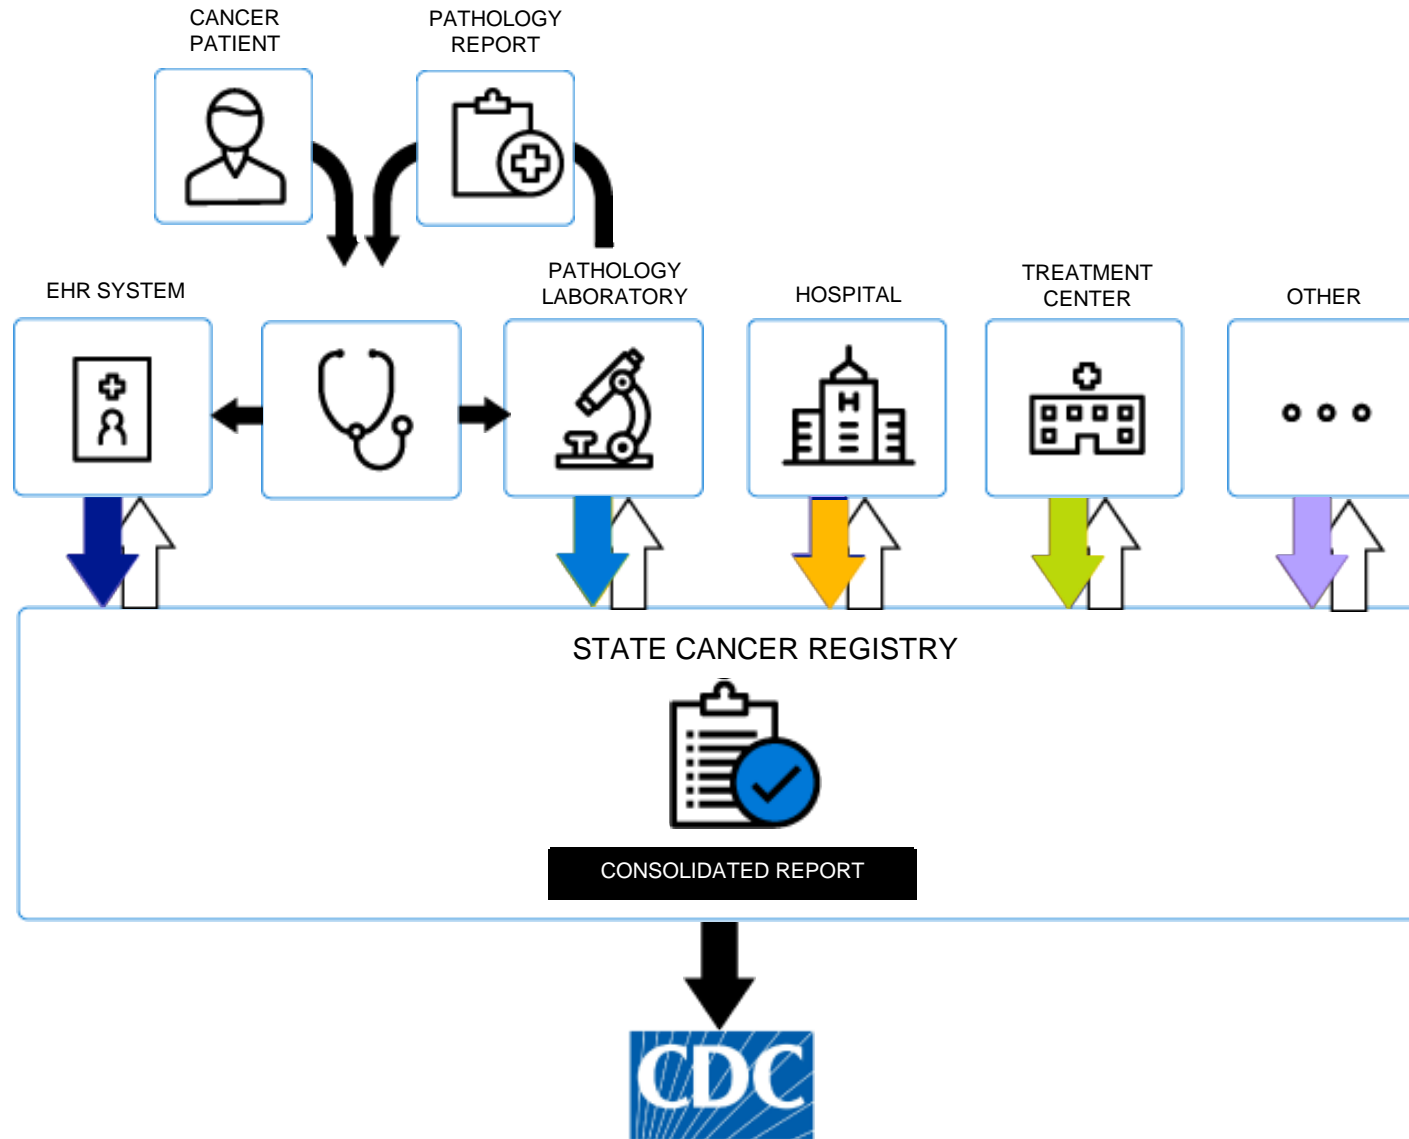 CANCER
PATIENT
PATHOLOGY
REPORT
EHR SYSTEM
PATHOLOGY
LABORATORY
HOSPITAL
TREATMENT
CENTER
OTHER
H
STATE CANCER REGISTRY
CONSOLIDATED REPORT
CDC